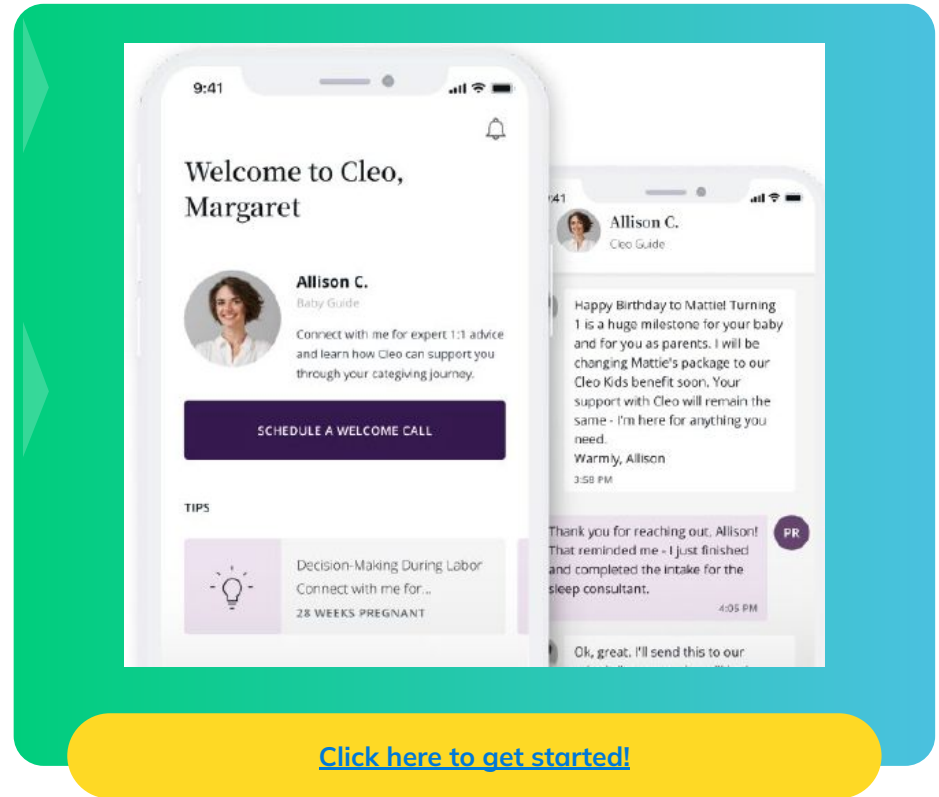 9:41
Welcome to Cleo,
Margaret
Allison C.
Baby Guide
Connect with me for expert 1:1 advice
and learn how Cleo can support you
through your categiving journey.
SCHEDULE A WELCOME CALL
TIPS
Decision-Making During Labor
Connect with me for...
28 WEEKS PREGNANT
:41
Allison C.
Cleo Guide
Happy Birthday to Mattie! Turning
1 is a huge milestone for your baby
and for you as parents. I will be
changing Mattie's package to our
Cleo Kids benefit soon. Your
support with Cleo will remain the
same - I'm here for anything you
need.
Warmly, Allison
3:58 PM
PR
Thank you for reaching out, Allison!
That reminded me - I just finished
and completed the intake for the
sleep consultant.
4:05 PM
Ok, great. I'll send this to our
Click here to get started!